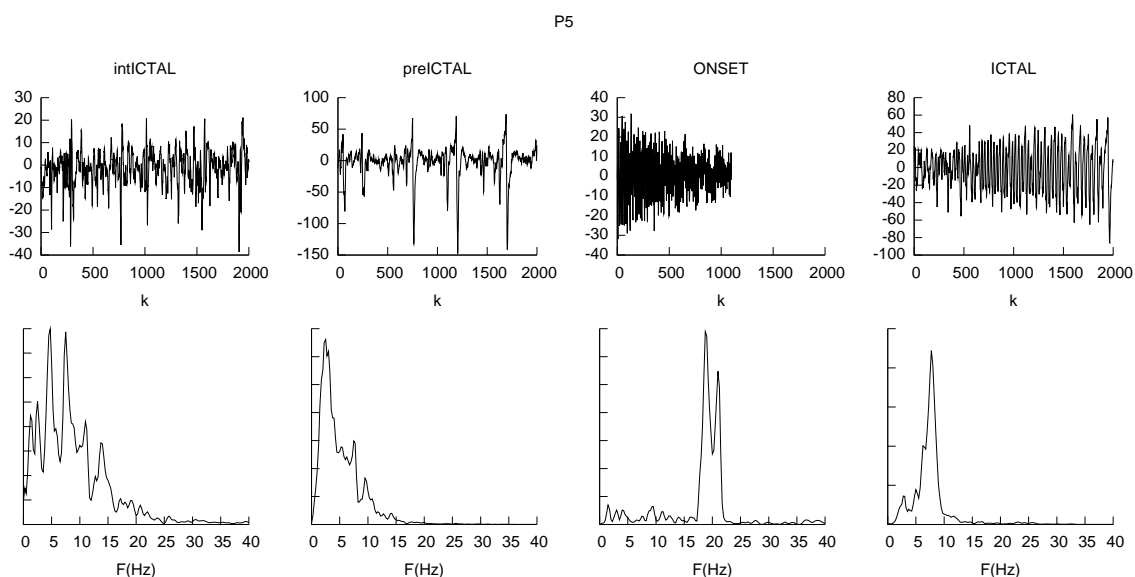 P5
intICTAL preICTAL ONSET ICTAL
30 100 40 80
20 50 30 60
10 0 20 40
0 -50 10 20
-10 -100 0 0
-20 -150 -10 -20
-30 -20 -40
-40 -30 -60
-40 -80
-100
0 500 1000 1500 2000 0 500 1000 1500 2000 0 500 1000 1500 2000 0 500 1000 1500 2000
k k k k
0 5 10 15 20 25 30 35 40 0 5 10 15 20 25 30 35 40 0 5 10 15 20 25 30 35 40 0 5 10 15 20 25 30 35 40
F(Hz) F(Hz) F(Hz) F(Hz)